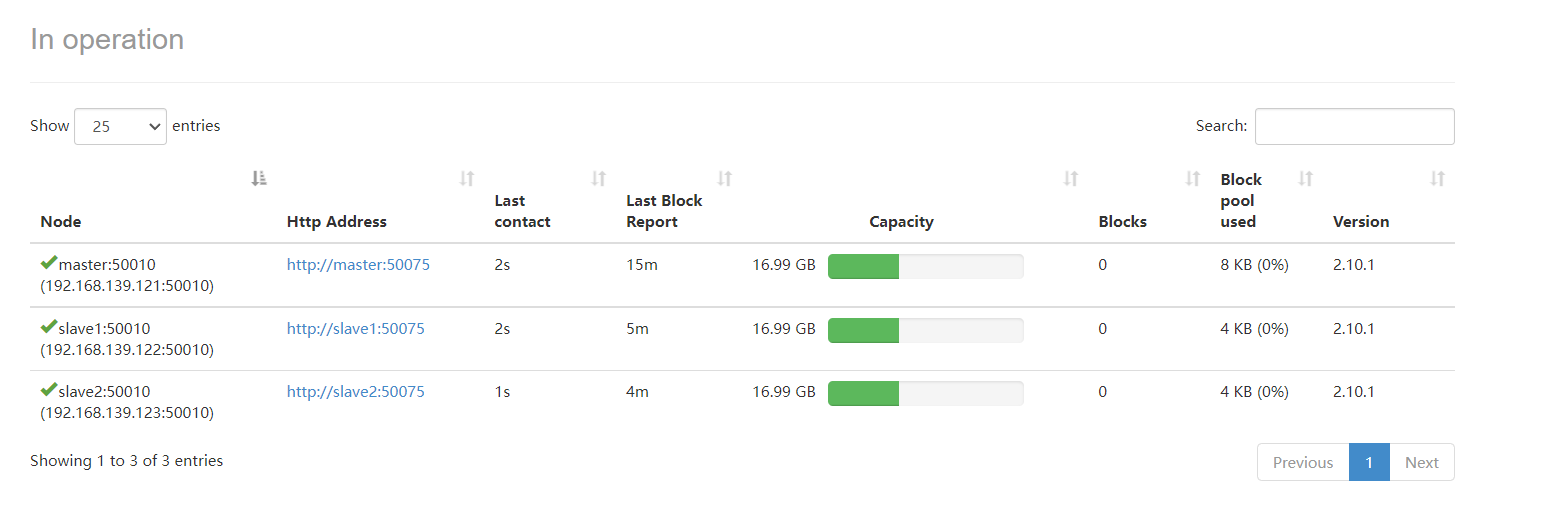 In operation
Show 25 entries Search:
Node Http Address Last contact Last Block Report Capacity Blocks Block pool used Version
master:50010 http://master:50075 2s 15m 16.99 GB 0 8 KB (0%) 2.10.1
(192.168.139.121:50010)
slave1:50010 http://slave1:50075 2s 5m 16.99 GB 0 4 KB (0%) 2.10.1
(192.168.139.122:50010)
slave2:50010 http://slave2:50075 1s 4m 16.99 GB 0 4 KB (0%) 2.10.1
(192.168.139.123:50010)
Showing 1 to 3 of 3 entries Previous 1 Next